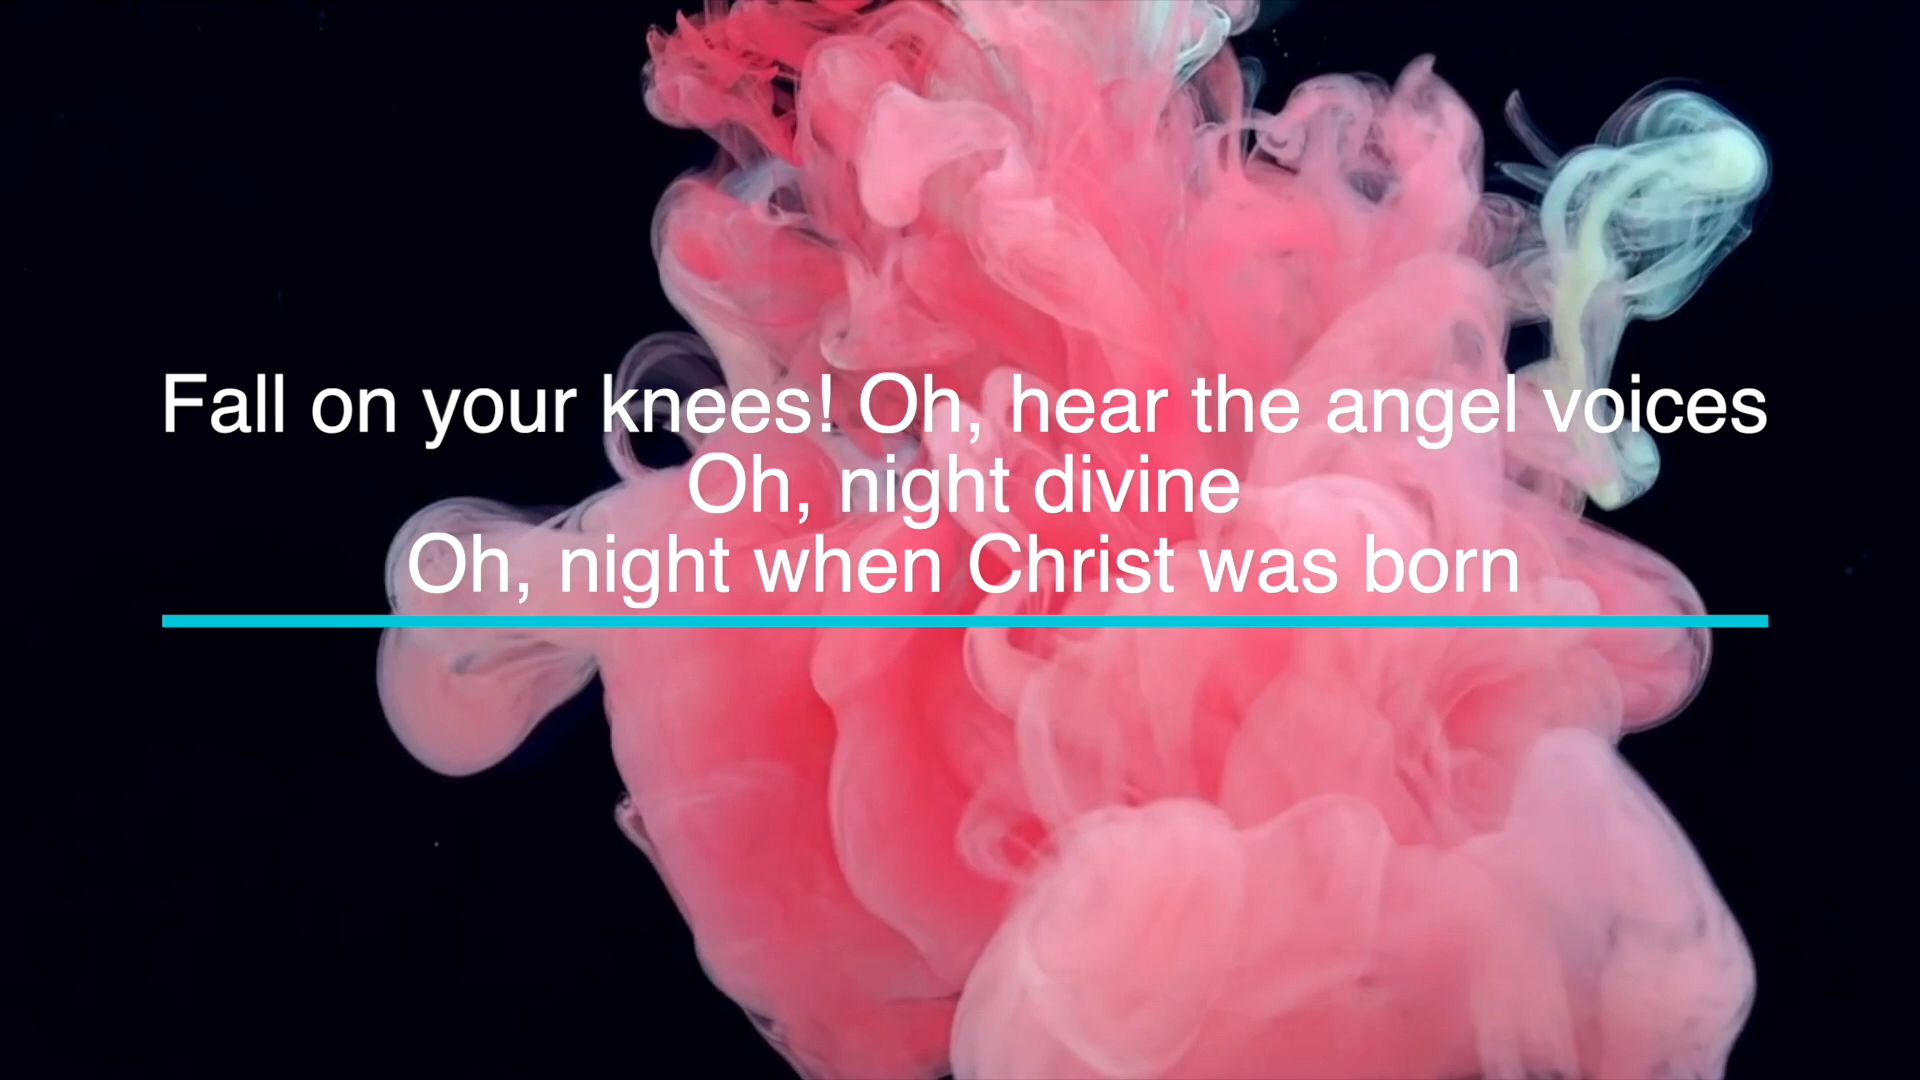 Fall on your knees! Oh, hear the angel voices
Oh, night divine
Oh, night when Christ was born